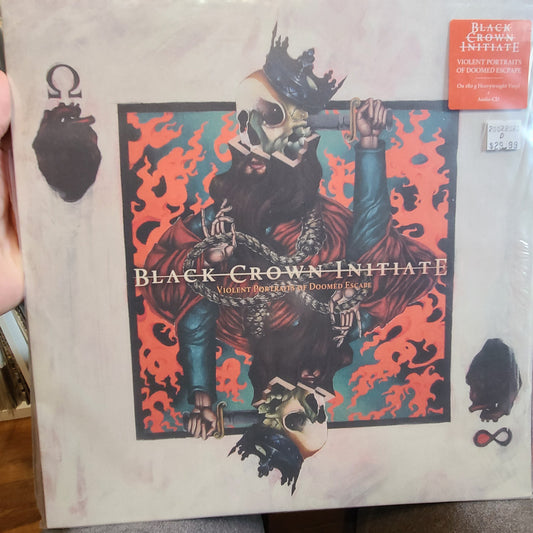 Ω
BLACK
CROWN
INITIATE
VIOLENT PORTRAITS
OF DOOMED ESCPAPE
On 180 g Heavyweight Vinyl
+
Audio-CD
D
$29.99
BLACK CROWN INITIATE
VIOLENT PORTRAITS OF DOOMED ESCAPE